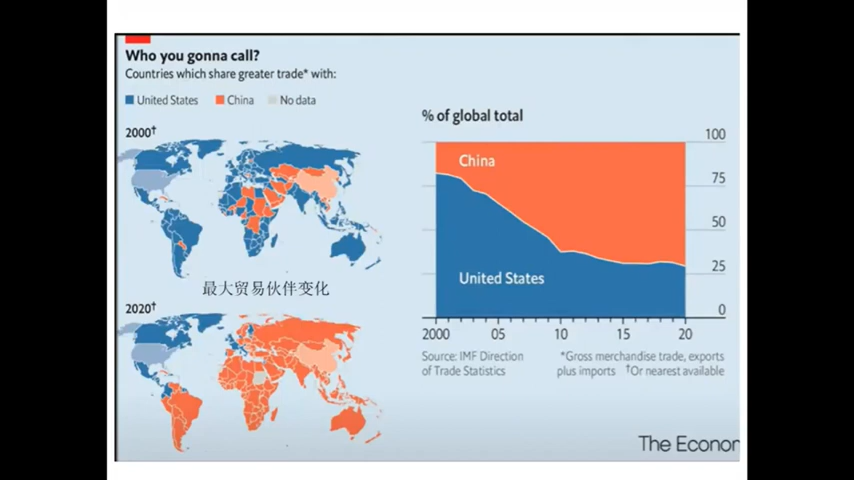 Who you gonna call?
Countries which share greater trade* with:
United States China No data
2000†
最大贸易伙伴变化
2020†
% of global total
100
China
75
50
United States
25
0
2000 05 10 15 20
Source: IMF Direction
of Trade Statistics
*Gross merchandise trade, exports
plus imports †Or nearest available
The Econor